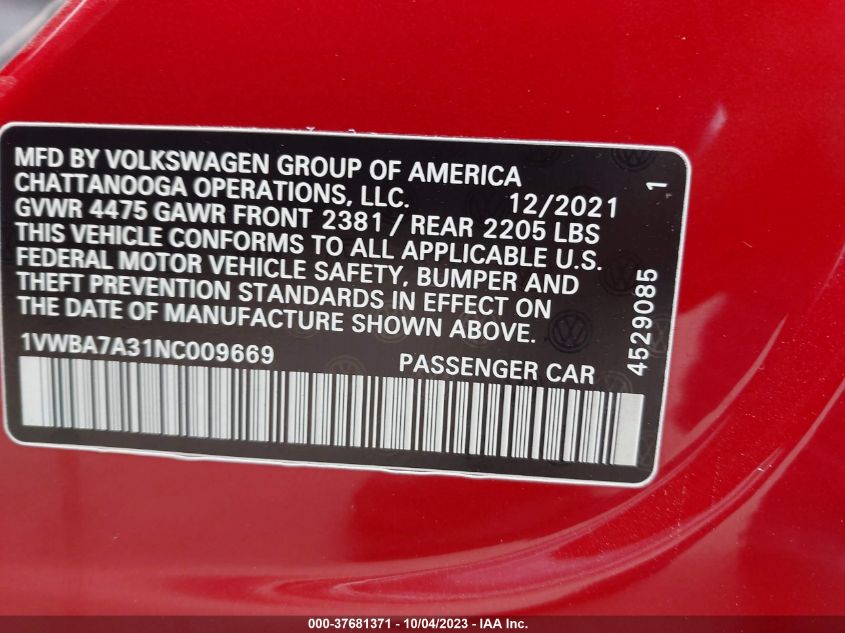 MFD BY VOLKSWAGEN GROUP OF AMERICA
CHATTANOOGA OPERATIONS, LLC. 12/2021 1
GVWR 4475 GAWR FRONT 2381 / REAR 2205 LBS
THIS VEHICLE CONFORMS TO ALL APPLICABLE U.S.
FEDERAL MOTOR VEHICLE SAFETY, BUMPER AND
THEFT PREVENTION STANDARDS IN EFFECT ON
THE DATE OF MANUFACTURE SHOWN ABOVE.
1VWBA7A31NC009669 PASSENGER CAR
4529085
000-37681371 - 10/04/2023 - Copyright © 2023 - IAA Inc.